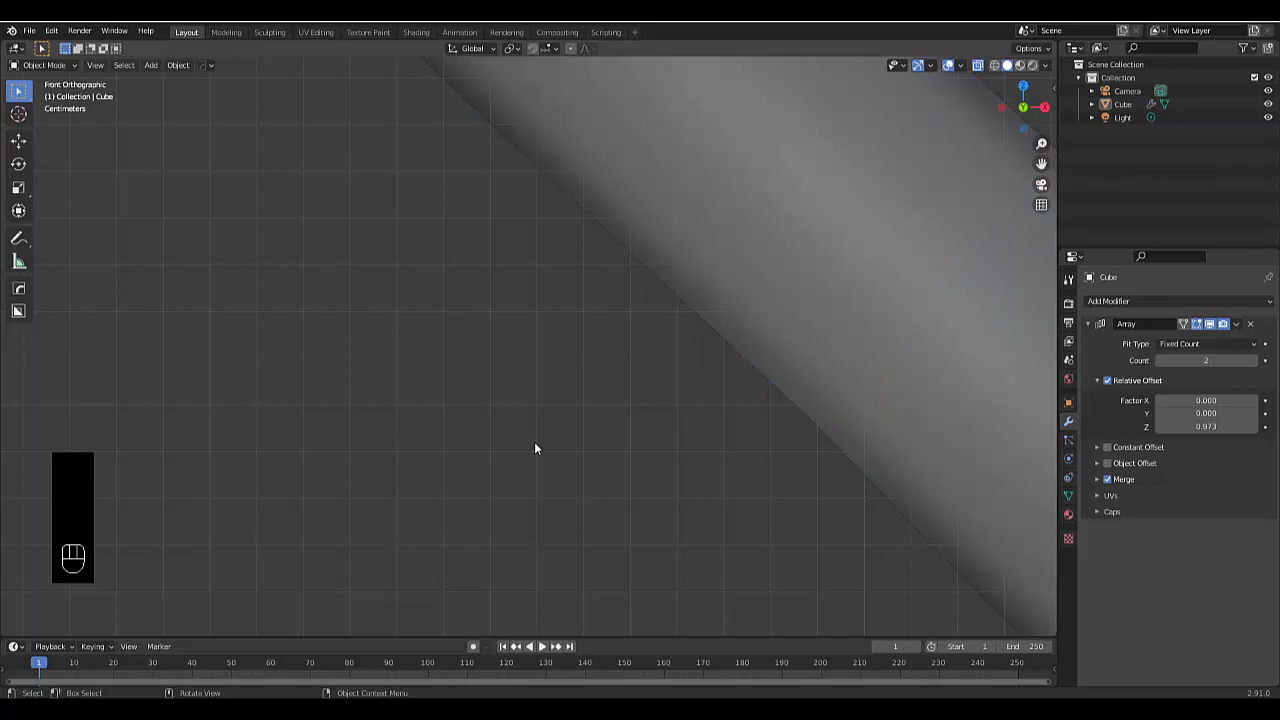 File Edit Render Window Help Layout Modeling Sculpting UV Editing Texture Paint Shading Animation Rendering Compositing Scripting + Scene View Layer
Global Options
Object Mode View Select Add Object
Scene Collection
Collection
Camera
Cube
Light
Front Orthographic
(1) Collection | Cube
Centimeters
Z
Y
X
Cube
Add Modifier
Array
Fit Type Fixed Count
Count 2
Relative Offset
Factor X 0.000
Y 0.000
Z 0.973
Constant Offset
Object Offset
Merge
UVs
Caps
Playback Keying View Marker 1 Start 1 End 250
1 10 20 30 40 50 60 70 80 90 100 110 120 130 140 150 160 170 180 190 200 210 220 230 240 250
Select Box Select Rotate View Object Context Menu 2.91.0